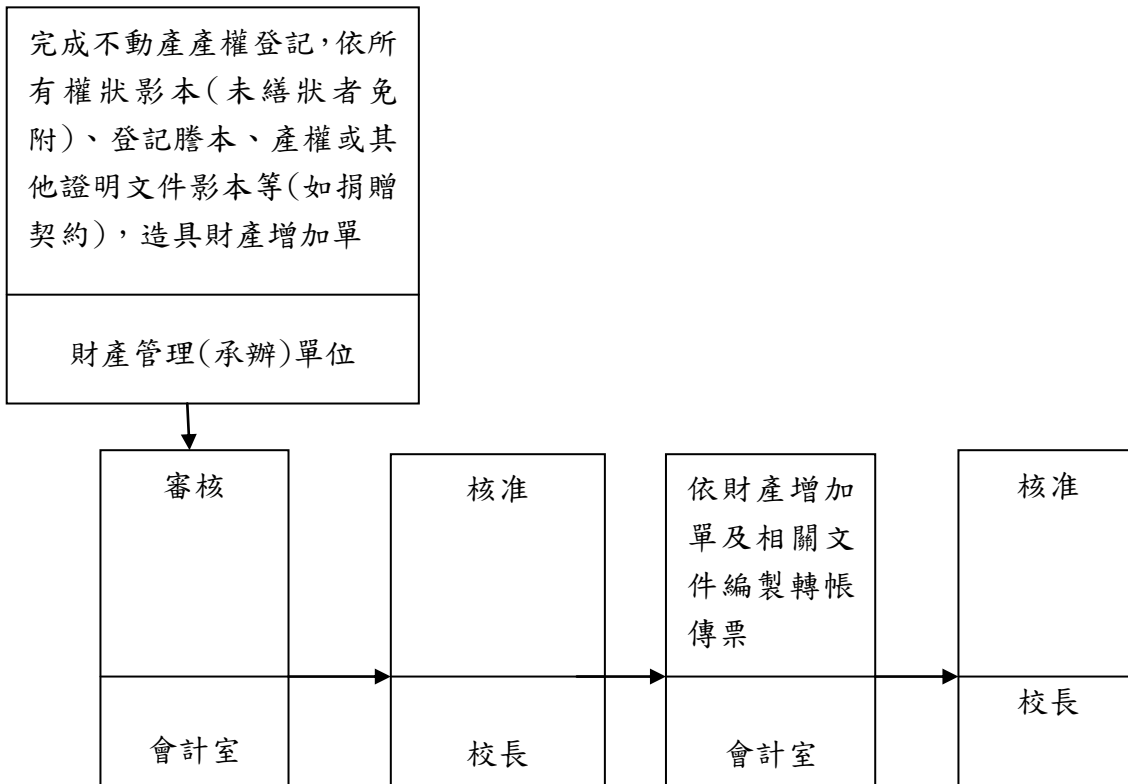 完成不動產產權登記，依所
有權狀影本(未繕狀者免
附)、登記謄本、產權或其
他證明文件影本等(如捐贈
契約)，造具財產增加單
財產管理(承辦)單位
審核
會計室
核准
校長
依財產增加
單及相關文
件編製轉帳
傳票
會計室
核准
校長